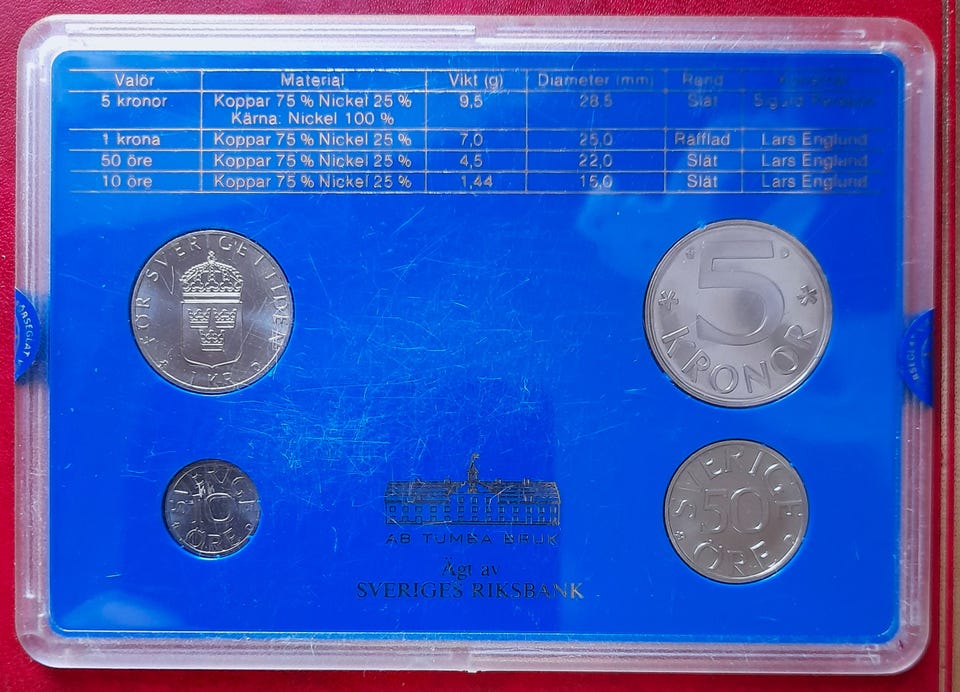 Valör Material Vikt (g) Diameter (mm) Rand
5 kronor Koppar 75 % Nickel 25 % 9,5 28,5 Slät Sigurd Persson
Kärna: Nickel 100 %
1 krona Koppar 75 % Nickel 25 % 7,0 25,0 Räfflad Lars Englund
50 öre Koppar 75 % Nickel 25 % 4,5 22,0 Slät Lars Englund
10 öre Koppar 75 % Nickel 25 % 1,44 15,0 Slät Lars Englund
FÖR SVERIGE I TIDEN
1 KR
5
KRONOR
SVERIGE
10
ÖRE
SVERIGE
50
ÖRE
AB TUMBA BRUK
Ägt av
SVERIGES RIKSBANK